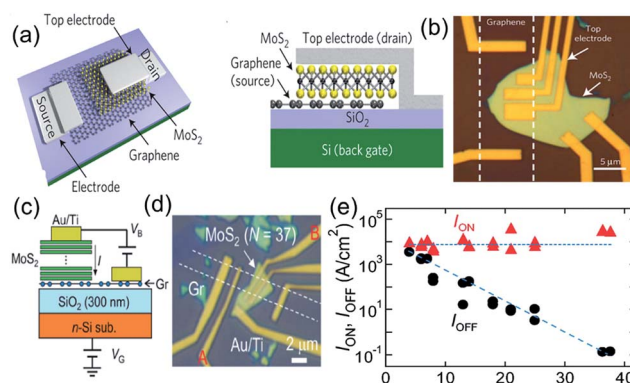 (a)
Top electrode
Drain
Source
MoS2
Graphene
Electrode
MoS2
Top electrode (drain)
Graphene
(source)
SiO2
Si (back gate)
(b)
Graphene
Top
electrode
MoS2
5 μm
(c)
Au/Ti
VB
MoS2
I
Gr
SiO2 (300 nm)
n-Si sub.
VG
(d)
MoS2 (N = 37)
B
Gr
Au/Ti
A
2 μm
(e)
ION, IOFF (A/cm2)
10^5
10^3
10^1
10^-1
ION
IOFF
0
10
20
30
40